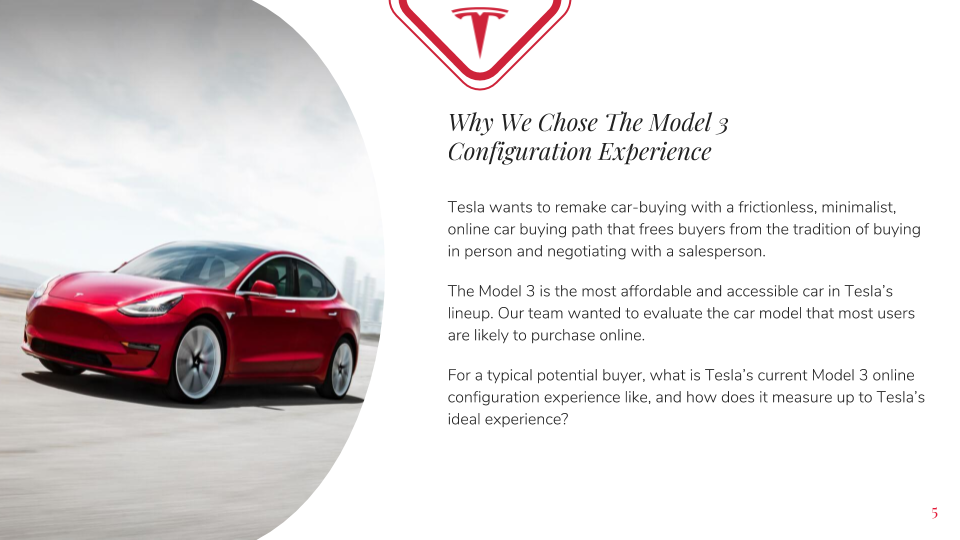 Why We Chose The Model 3
Configuration Experience
Tesla wants to remake car-buying with a frictionless, minimalist,
online car buying path that frees buyers from the tradition of buying
in person and negotiating with a salesperson.
The Model 3 is the most affordable and accessible car in Tesla’s
lineup. Our team wanted to evaluate the car model that most users
are likely to purchase online.
For a typical potential buyer, what is Tesla’s current Model 3 online
configuration experience like, and how does it measure up to Tesla’s
ideal experience?
5